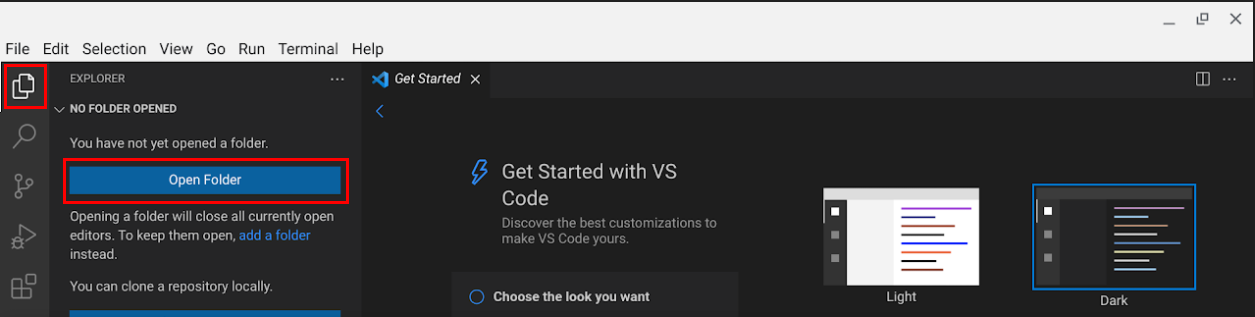 File Edit Selection View Go Run Terminal Help
EXPLORER
NO FOLDER OPENED
You have not yet opened a folder.
Open Folder
Opening a folder will close all currently open
editors. To keep them open, add a folder
instead.
You can clone a repository locally.
Get Started
Get Started with VS
Code
Discover the best customizations to
make VS Code yours.
Choose the look you want
Light
Dark